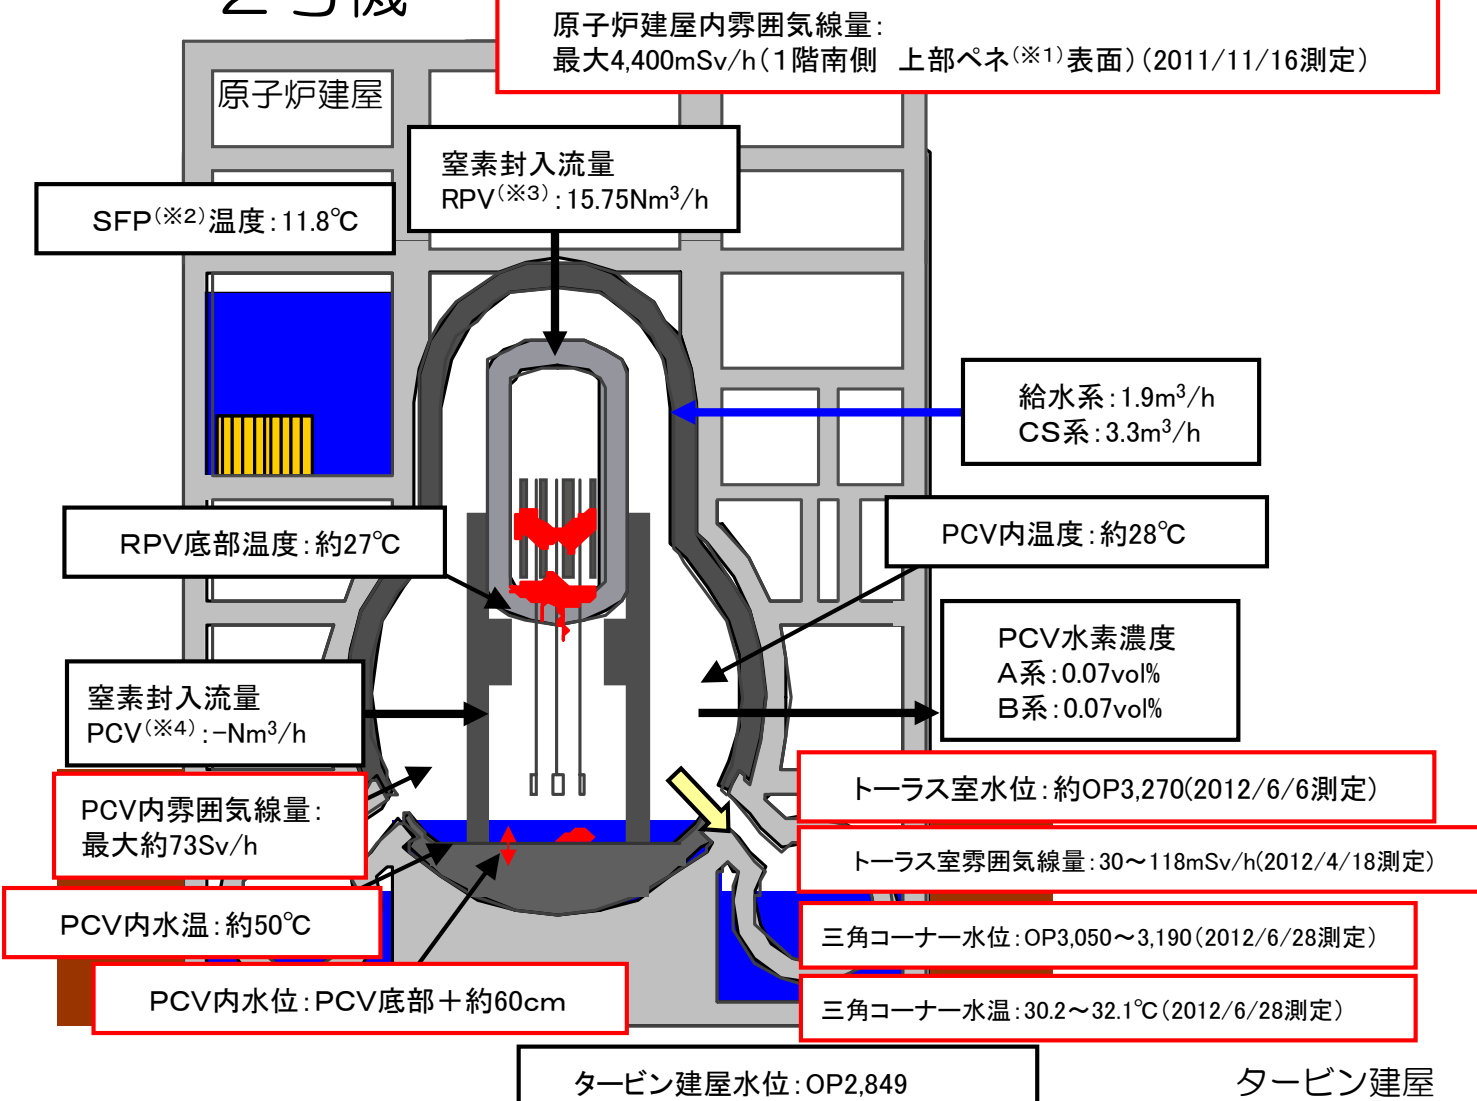 2号機
原子炉建屋内雰囲気線量：
最大4,400mSv/h（1階南側　上部ペネ(※1)表面）（2011/11/16測定）
原子炉建屋
窒素封入流量
RPV(※3)：15.75Nm3/h
SFP(※2)温度：11.8℃
給水系：1.9m3/h
CS系：3.3m3/h
RPV底部温度：約27℃
PCV内温度：約28℃
PCV水素濃度
A系：0.07vol%
B系：0.07vol%
窒素封入流量
PCV(※4)：-Nm3/h
PCV内雰囲気線量：
最大約73Sv/h
トーラス室水位：約OP3,270(2012/6/6測定)
トーラス室雰囲気線量：30～118mSv/h(2012/4/18測定)
PCV内水温：約50℃
三角コーナー水位：OP3,050～3,190（2012/6/28測定）
PCV内水位：PCV底部＋約60cm
三角コーナー水温：30.2～32.1℃（2012/6/28測定）
タービン建屋水位：OP2,849
タービン建屋